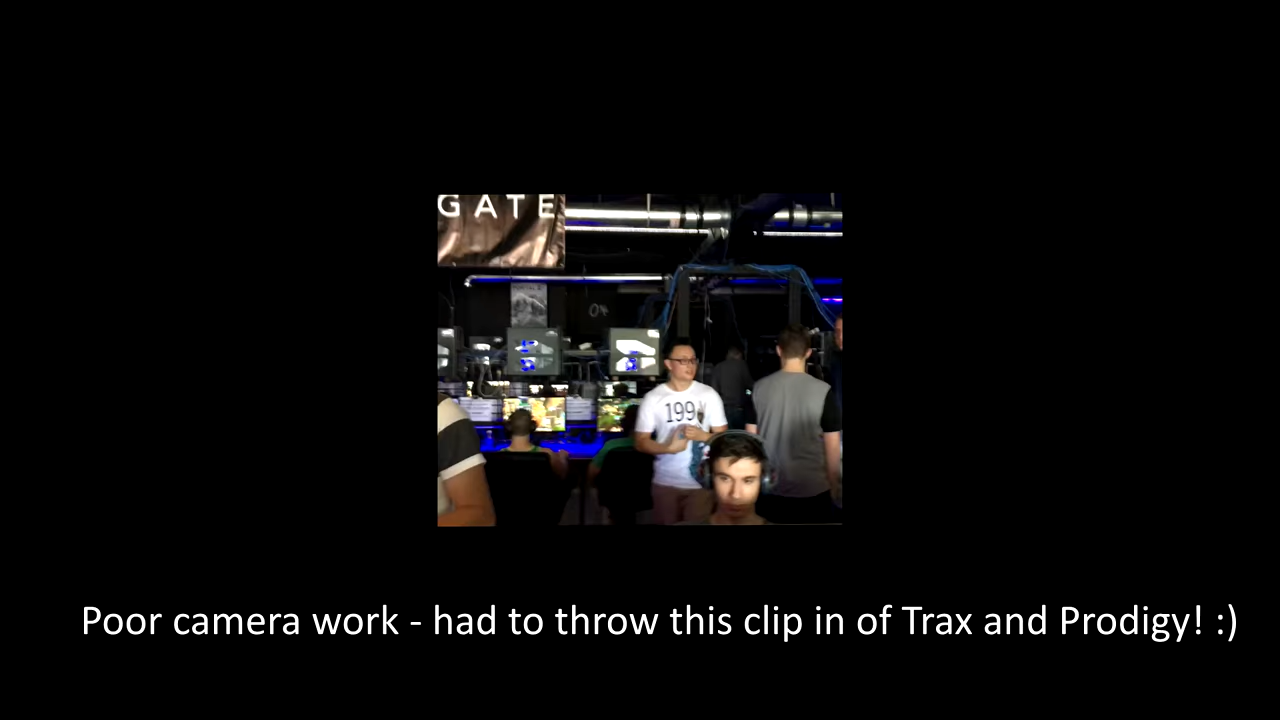 GATE
199
Poor camera work - had to throw this clip in of Trax and Prodigy! :)